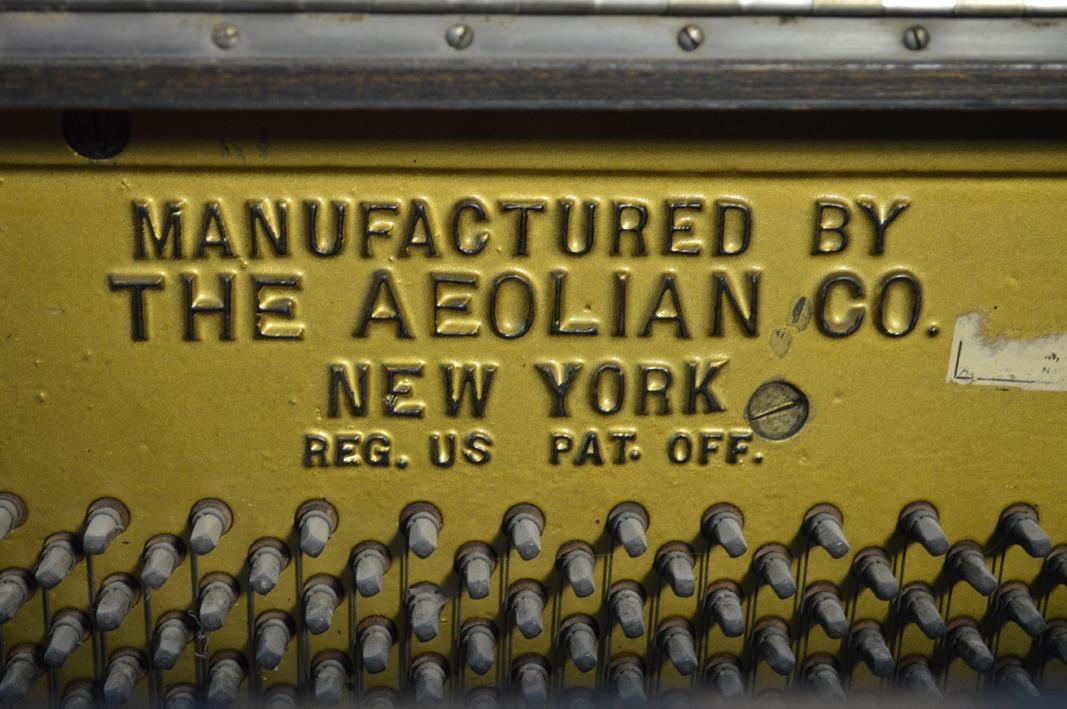 MANUFACTURED BY
THE AEOLIAN CO.
NEW YORK
REG. US PAT. OFF.